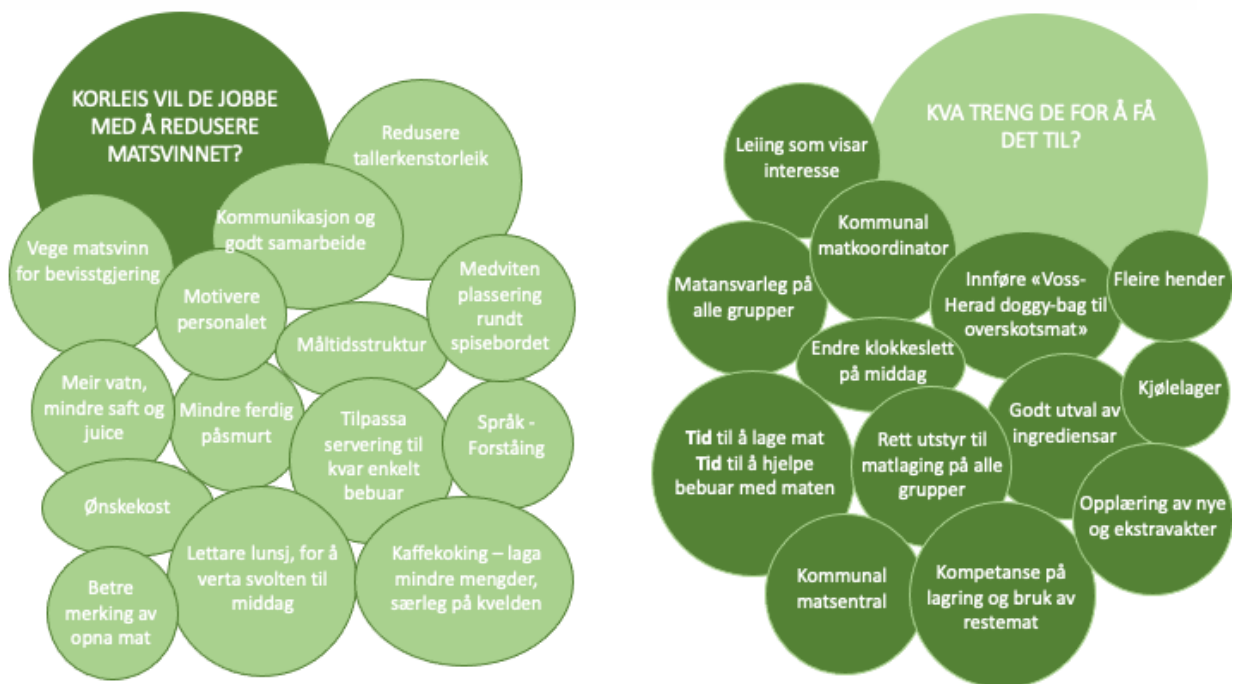 KORLEIS VIL DE JOBBE
MED Å REDUSERE
MATSVINNET?
Redusere
tallerkenstorleik
Kommunikasjon og
godt samarbeide
Vege matsvinn
for bevisstgjering
Motivere
personalet
Medviten
plassering
rundt
spisebordet
Måltidsstruktur
Meir vatn,
mindre saft og
juice
Mindre ferdig
påsmurt
Tilpassa
servering til
kvar enkelt
bebuar
Språk -
Forståing
Ønskekost
Lettare lunsj, for å
verta svolten til
middag
Kaffekoking – laga
mindre mengder,
særleg på kvelden
Betre
merking av
opna mat
KVA TRENG DE FOR Å FÅ
DET TIL?
Leiing som visar
interesse
Kommunal
matkoordinator
Matansvarleg på
alle grupper
Innføre «Voss-
Herad doggy-bag til
overskotsmat»
Fleire hender
Endre klokkeslett
på middag
Kjølelager
Godt utval av
ingrediensar
Tid til å lage mat
Tid til å hjelpe
bebuar med maten
Rett utstyr til
matlaging på alle
grupper
Opplæring av nye
og ekstravakter
Kommunal
matsentral
Kompetanse på
lagring og bruk av
restemat